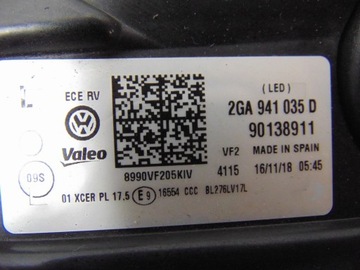 L
ECE RV
(LED)
2GA 941 035 D
90138911
Valeo
VF2 MADE IN SPAIN
8990VF205KIV
4115 16/11/18 05:45
09S
01 XCER PL 17.5 E9 16554 CCC BL276LV17L